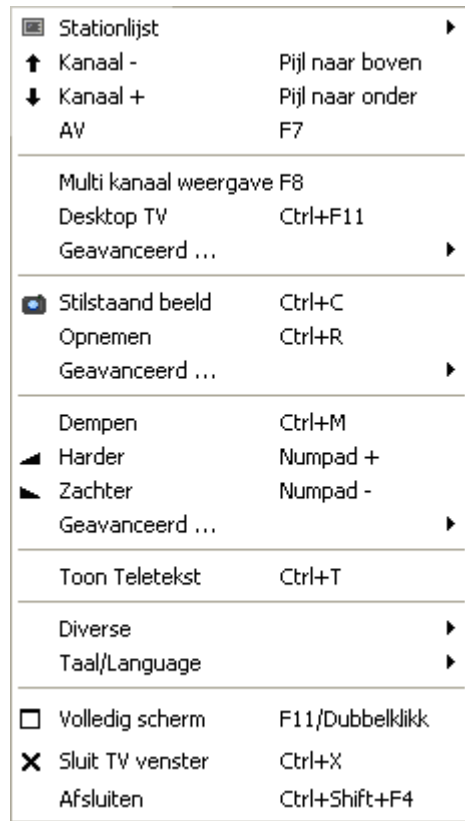 Stationlijst
Kanaal - Pijl naar boven
Kanaal + Pijl naar onder
AV F7
Multi kanaal weergave F8
Desktop TV Ctrl+F11
Geavanceerd ...
Stilstaand beeld Ctrl+C
Opnemen Ctrl+R
Geavanceerd ...
Dempen Ctrl+M
Harder Numpad +
Zachter Numpad -
Geavanceerd ...
Toon Teletekst Ctrl+T
Diverse
Taal/Language
Volledig scherm F11/Dubbelklikk
Sluit TV venster Ctrl+X
Afsluiten Ctrl+Shift+F4